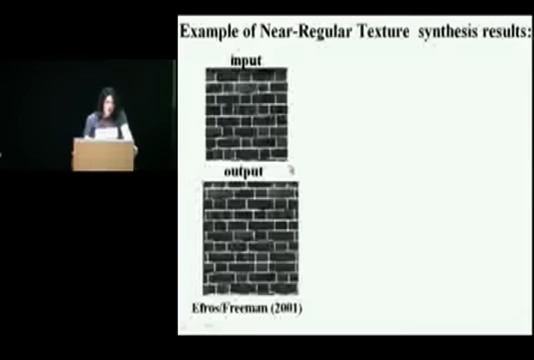 Example of Near-Regular Texture synthesis results:
input
output
Efros/Freeman (2001)